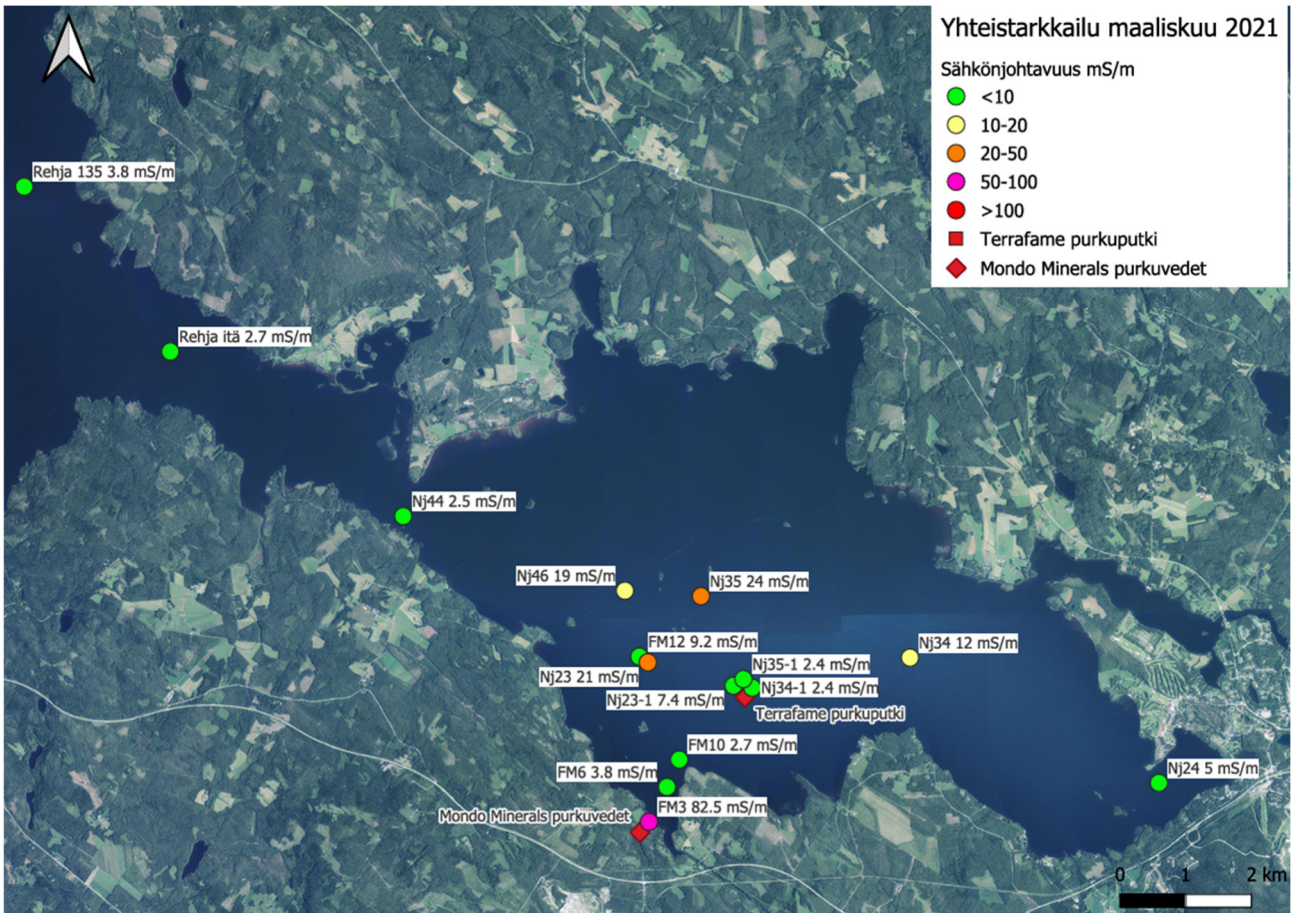 Yhteistarkkailu maaliskuu 2021
Sähkönjohtavuus mS/m
<10
10-20
20-50
50-100
>100
Terrafame purkuputki
Mondo Minerals purkuvedet
Rehja 135 3.8 mS/m
Rehja itä 2.7 mS/m
Nj44 2.5 mS/m
Nj46 19 mS/m
Nj35 24 mS/m
FM12 9.2 mS/m
Nj34 12 mS/m
Nj23 21 mS/m
Nj35-1 2.4 mS/m
Nj23-1 7.4 mS/m
Nj34-1 2.4 mS/m
Terrafame purkuputki
FM10 2.7 mS/m
FM6 3.8 mS/m
Nj24 5 mS/m
FM3 82.5 mS/m
Mondo Minerals purkuvedet
0 1 2 km